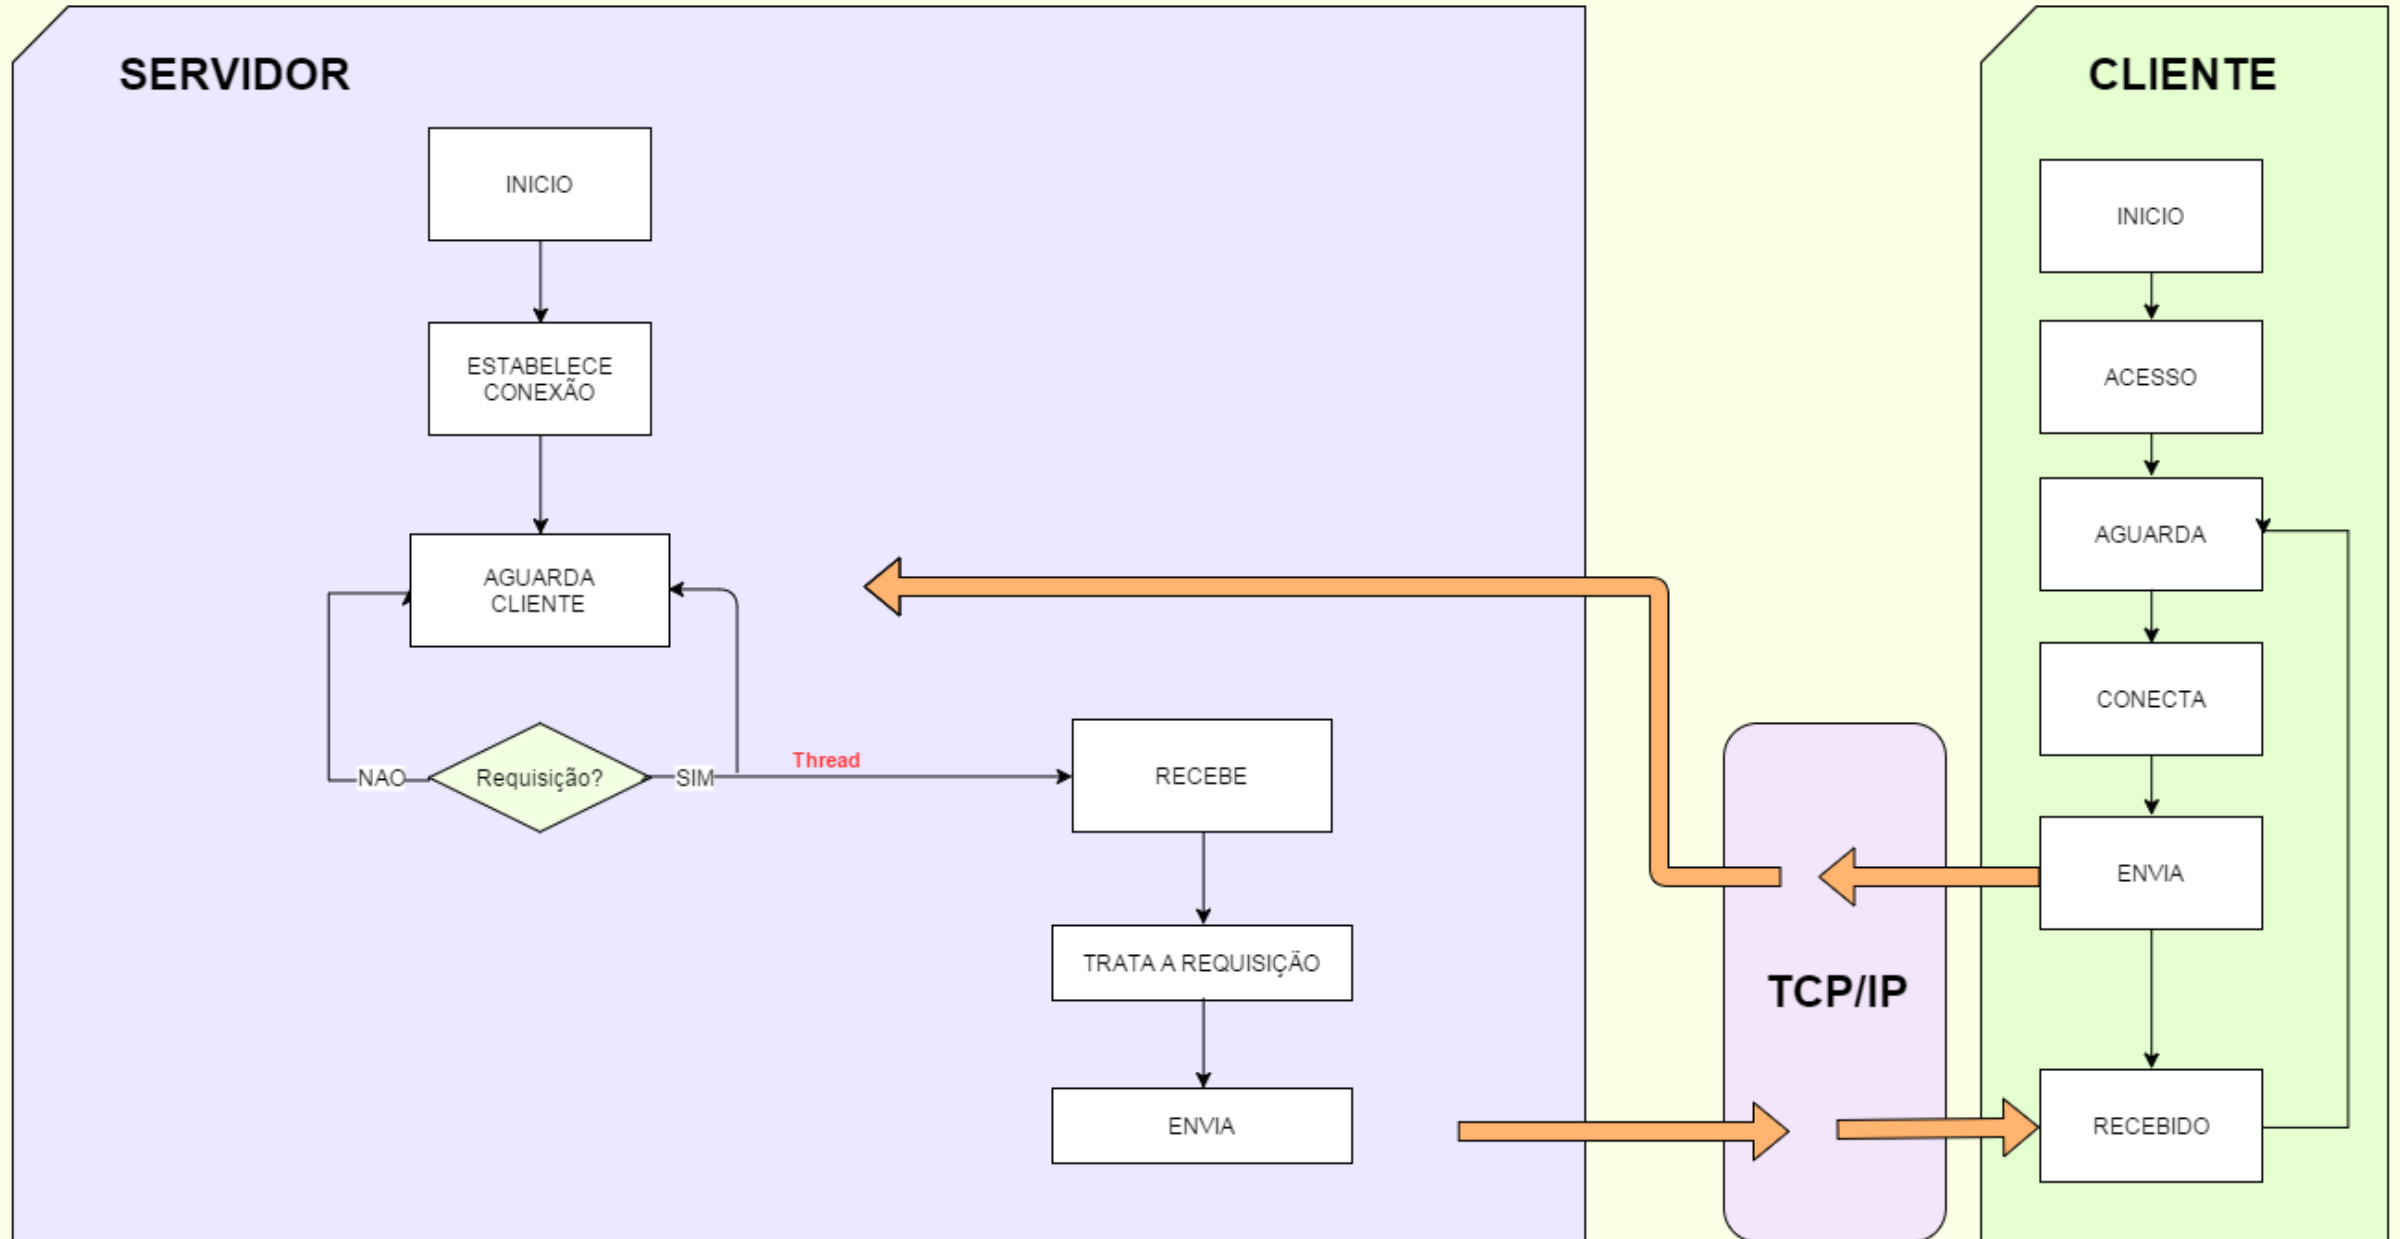 SERVIDOR
INICIO
ESTABELECE
CONEXÃO
AGUARDA
CLIENTE
NAO
Requisição?
SIM
Thread
RECEBE
TRATA A REQUISIÇÃO
ENVIA
TCP/IP
CLIENTE
INICIO
ACESSO
AGUARDA
CONECTA
ENVIA
RECEBIDO